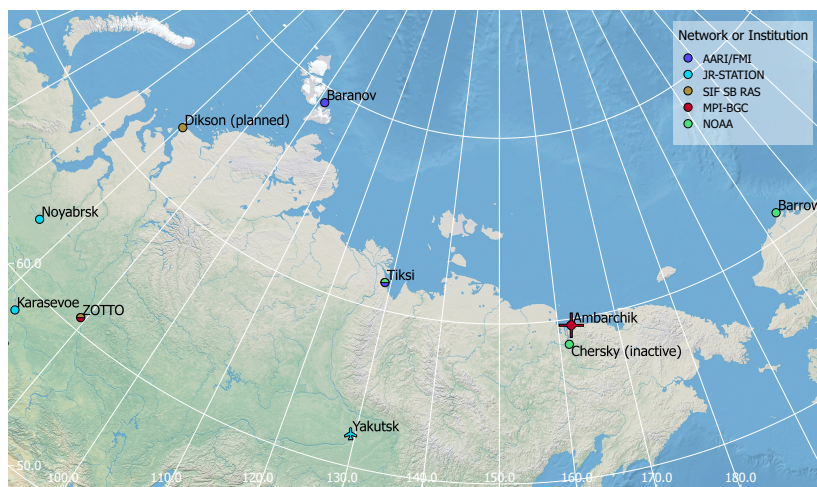 Network or Institution
AARI/FMI
JR-STATION
SIF SB RAS
MPI-BGC
NOAA
Baranov
Dikson (planned)
Barrow
Noyabrsk
60.0
Tiksi
Karasevoe
ZOTTO
Ambarchik
Chersky (inactive)
Yakutsk
50.0
100.0 110.0 120.0 130.0 140.0 150.0 160.0 170.0 180.0